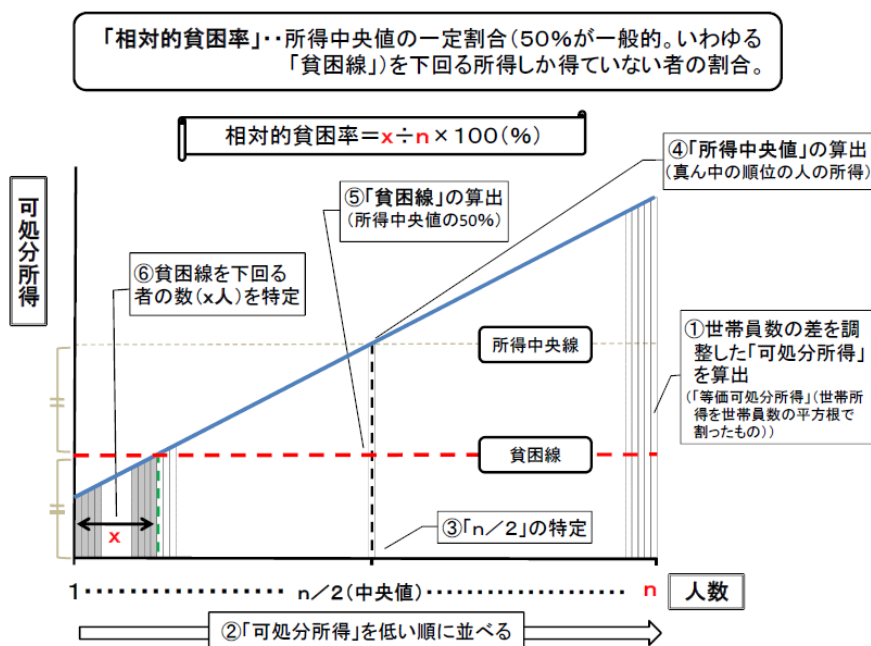 「相対的貧困率」‥所得中央値の一定割合（50％が一般的。いわゆる
「貧困線」）を下回る所得しか得ていない者の割合。
相対的貧困率＝x÷n×100（％）
④「所得中央値」の算出
（真ん中の順位の人の所得）
⑤「貧困線」の算出
（所得中央値の50％）
可処分所得
⑥貧困線を下回る
者の数（x人）を特定
所得中央線
①世帯員数の差を調
整した「可処分所得」
を算出
（「等価可処分所得」（世帯所
得を世帯員数の平方根で
割ったもの））
貧困線
x
③「n／2」の特定
1‥‥‥‥‥‥‥‥‥‥ n／2（中央値）‥‥‥‥‥‥‥‥‥‥‥ n 人数
②「可処分所得」を低い順に並べる